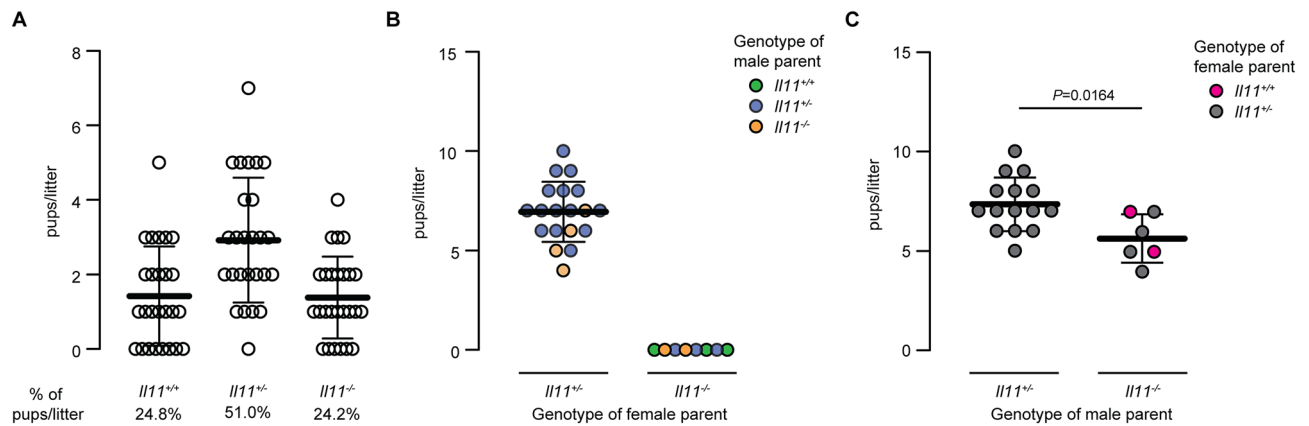 A
8
6
4
2
0
pups/litter
% of
pups/litter
Il11+/+
24.8%
Il11+/-
51.0%
Il11-/-
24.2%
B
15
10
5
0
pups/litter
Genotype of
male parent
Il11+/+
Il11+/-
Il11-/-
Il11+/-
Il11-/-
Genotype of female parent
C
15
10
5
0
pups/litter
P=0.0164
Genotype of
female parent
Il11+/+
Il11+/-
Il11+/-
Il11-/-
Genotype of male parent